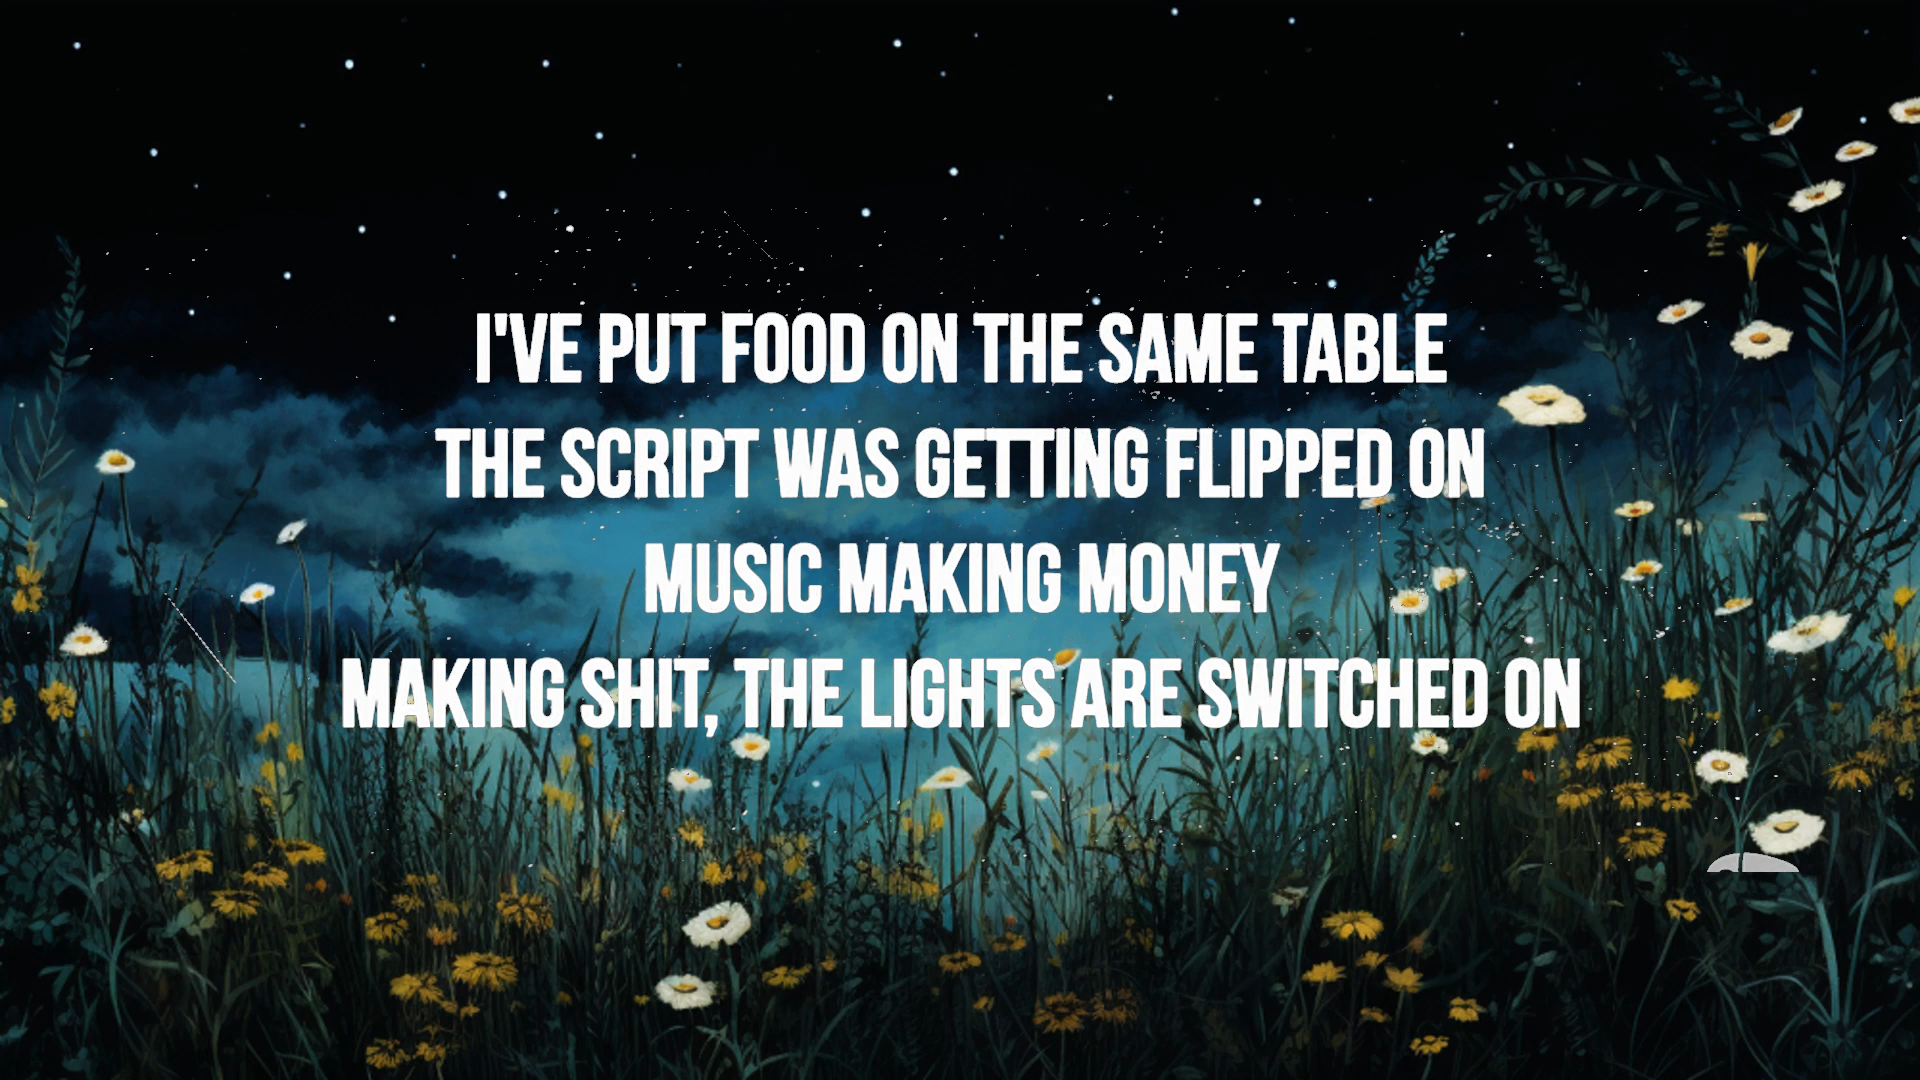 I'VE PUT FOOD ON THE SAME TABLE
THE SCRIPT WAS GETTING FLIPPED ON
MUSIC MAKING MONEY
MAKING SHIT, THE LIGHTS ARE SWITCHED ON